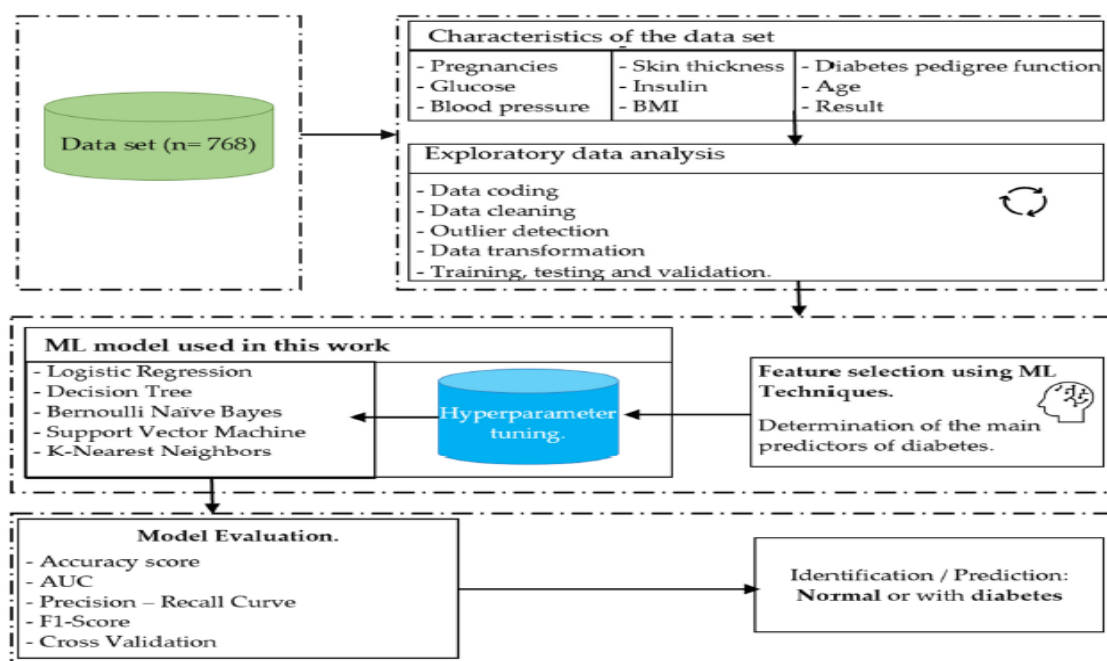 Data set (n= 768)
Characteristics of the data set
- Pregnancies
- Glucose
- Blood pressure
- Skin thickness
- Insulin
- BMI
- Diabetes pedigree function
- Age
- Result
Exploratory data analysis
- Data coding
- Data cleaning
- Outlier detection
- Data transformation
- Training, testing and validation.
ML model used in this work
- Logistic Regression
- Decision Tree
- Bernoulli Naïve Bayes
- Support Vector Machine
- K-Nearest Neighbors
Hyperparameter
tuning.
Feature selection using ML
Techniques.
Determination of the main
predictors of diabetes.
Model Evaluation.
- Accuracy score
- AUC
- Precision – Recall Curve
- F1-Score
- Cross Validation
Identification / Prediction:
Normal or with diabetes